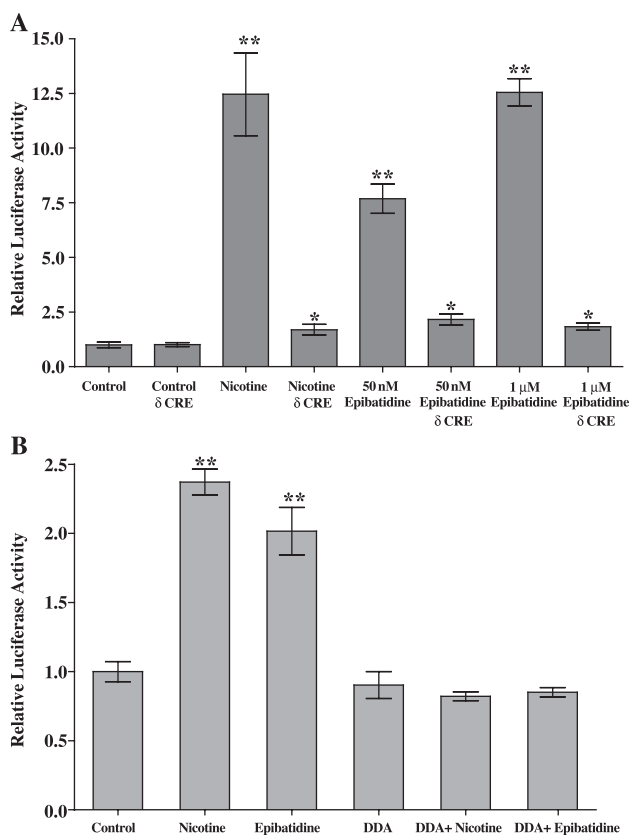 A
Relative Luciferase Activity
15.0
12.5
10.0
7.5
5.0
2.5
0.0
**
*
**
*
**
*
Control
Control
δ CRE
Nicotine
Nicotine
δ CRE
50 nM
Epibatidine
50 nM
Epibatidine
δ CRE
1 μM
Epibatidine
1 μM
Epibatidine
δ CRE
B
Relative Luciferase Activity
2.5
2.0
1.5
1.0
0.5
0.0
**
**
Control
Nicotine
Epibatidine
DDA
DDA+ Nicotine
DDA+ Epibatidine